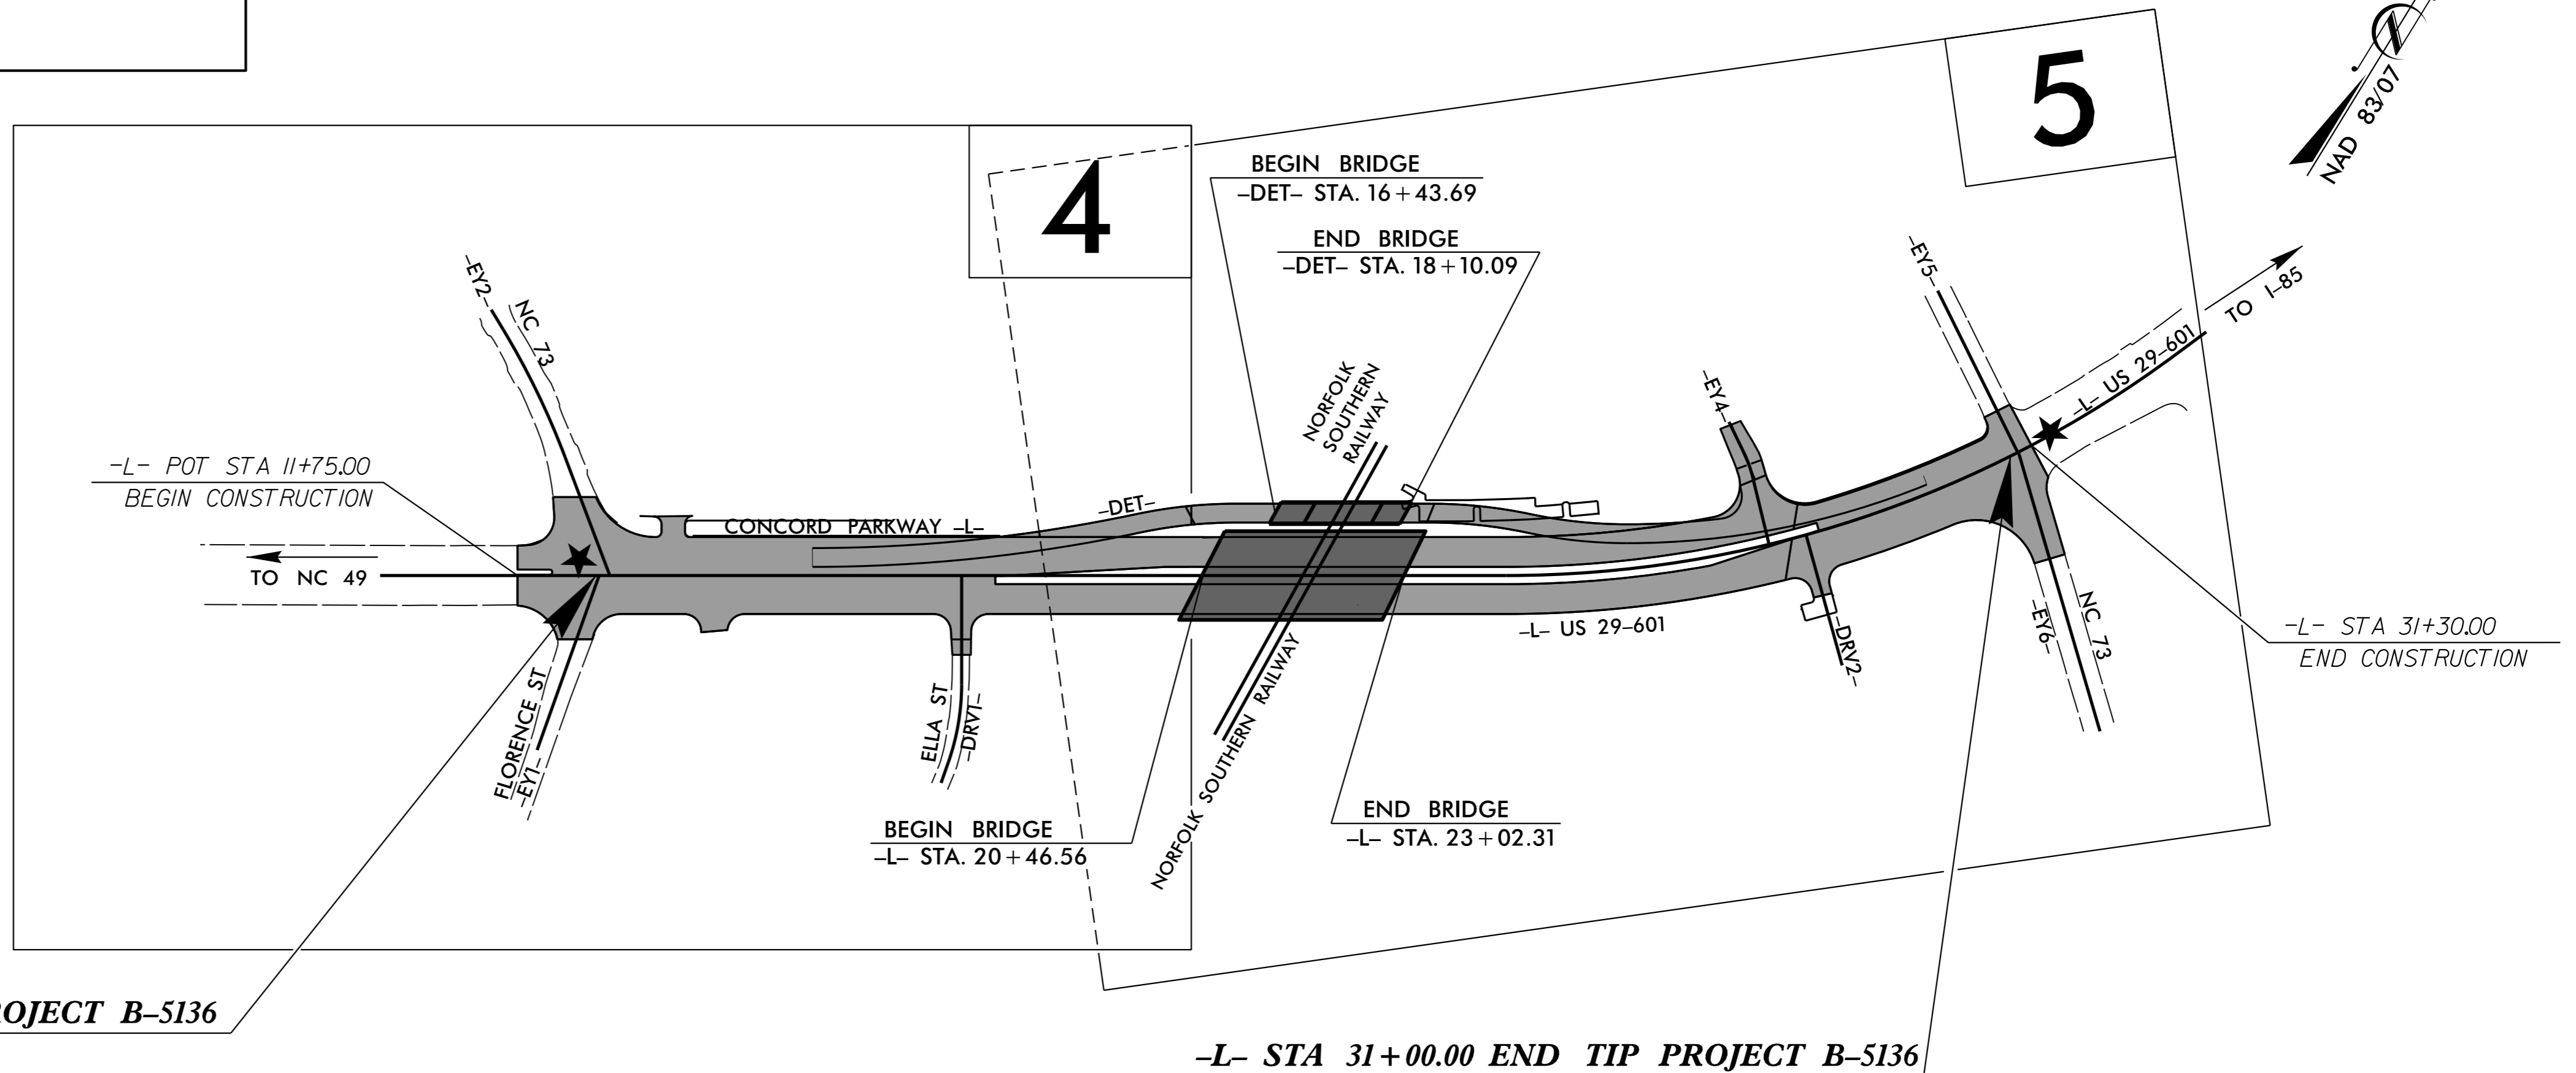 4
5
NAD 83/07
BEGIN BRIDGE
–DET– STA. 16+43.69
END BRIDGE
–DET– STA. 18+10.09
–EY2–
NC 73
–EY5–
TO I–85
–L– US 29–601
NORFOLK
SOUTHERN
RAILWAY
–EY4–
-L- POT STA 11+75.00
BEGIN CONSTRUCTION
–DET–
CONCORD PARKWAY –L–
TO NC 49
–L– US 29–601
–DRV2–
–EY6–
NC 73
-L- STA 31+30.00
END CONSTRUCTION
FLORENCE ST
–EY1–
ELLA ST
–DRV1–
NORFOLK SOUTHERN RAILWAY
BEGIN BRIDGE
–L– STA. 20+46.56
END BRIDGE
–L– STA. 23+02.31
B–5136
–L– STA 31+00.00 END TIP PROJECT B–5136